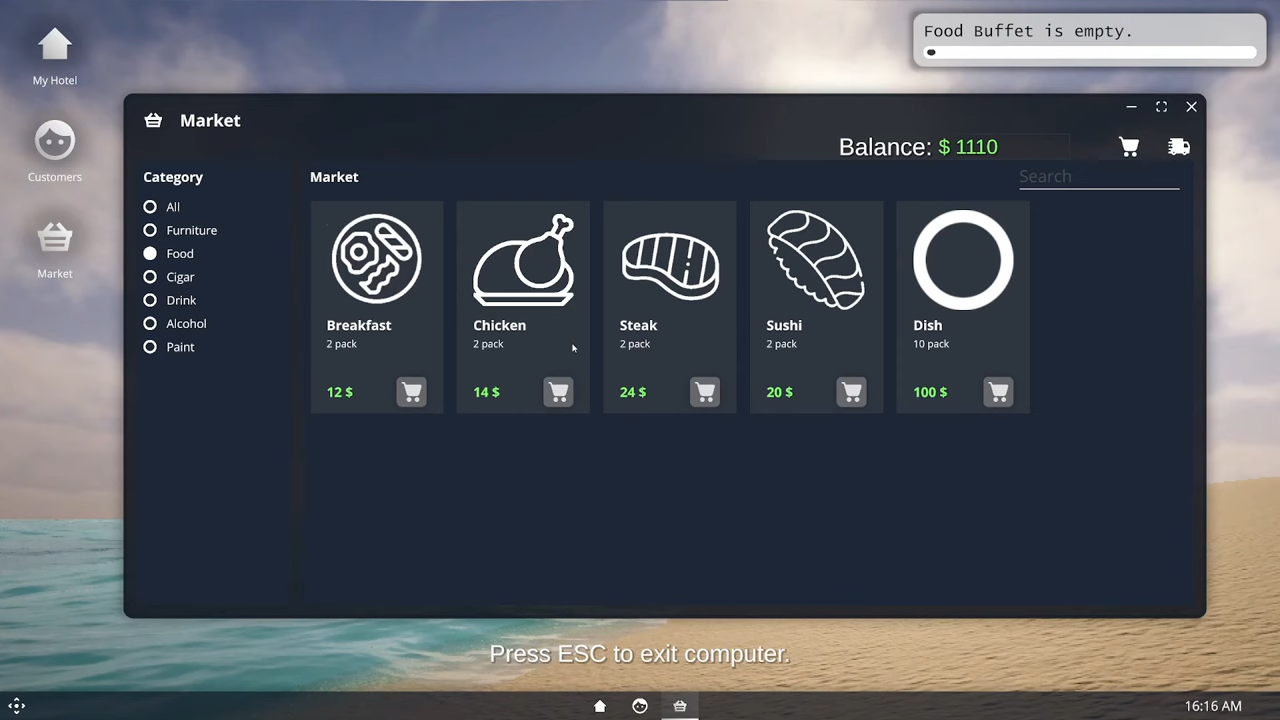 My Hotel
Customers
Market
Food Buffet is empty.
Market
Balance: $ 1110
Category
All
Furniture
Food
Cigar
Drink
Alcohol
Paint
Market
Search
Breakfast
2 pack
12 $
Chicken
2 pack
14 $
Steak
2 pack
24 $
Sushi
2 pack
20 $
Dish
10 pack
100 $
Press ESC to exit computer.
16:16 AM